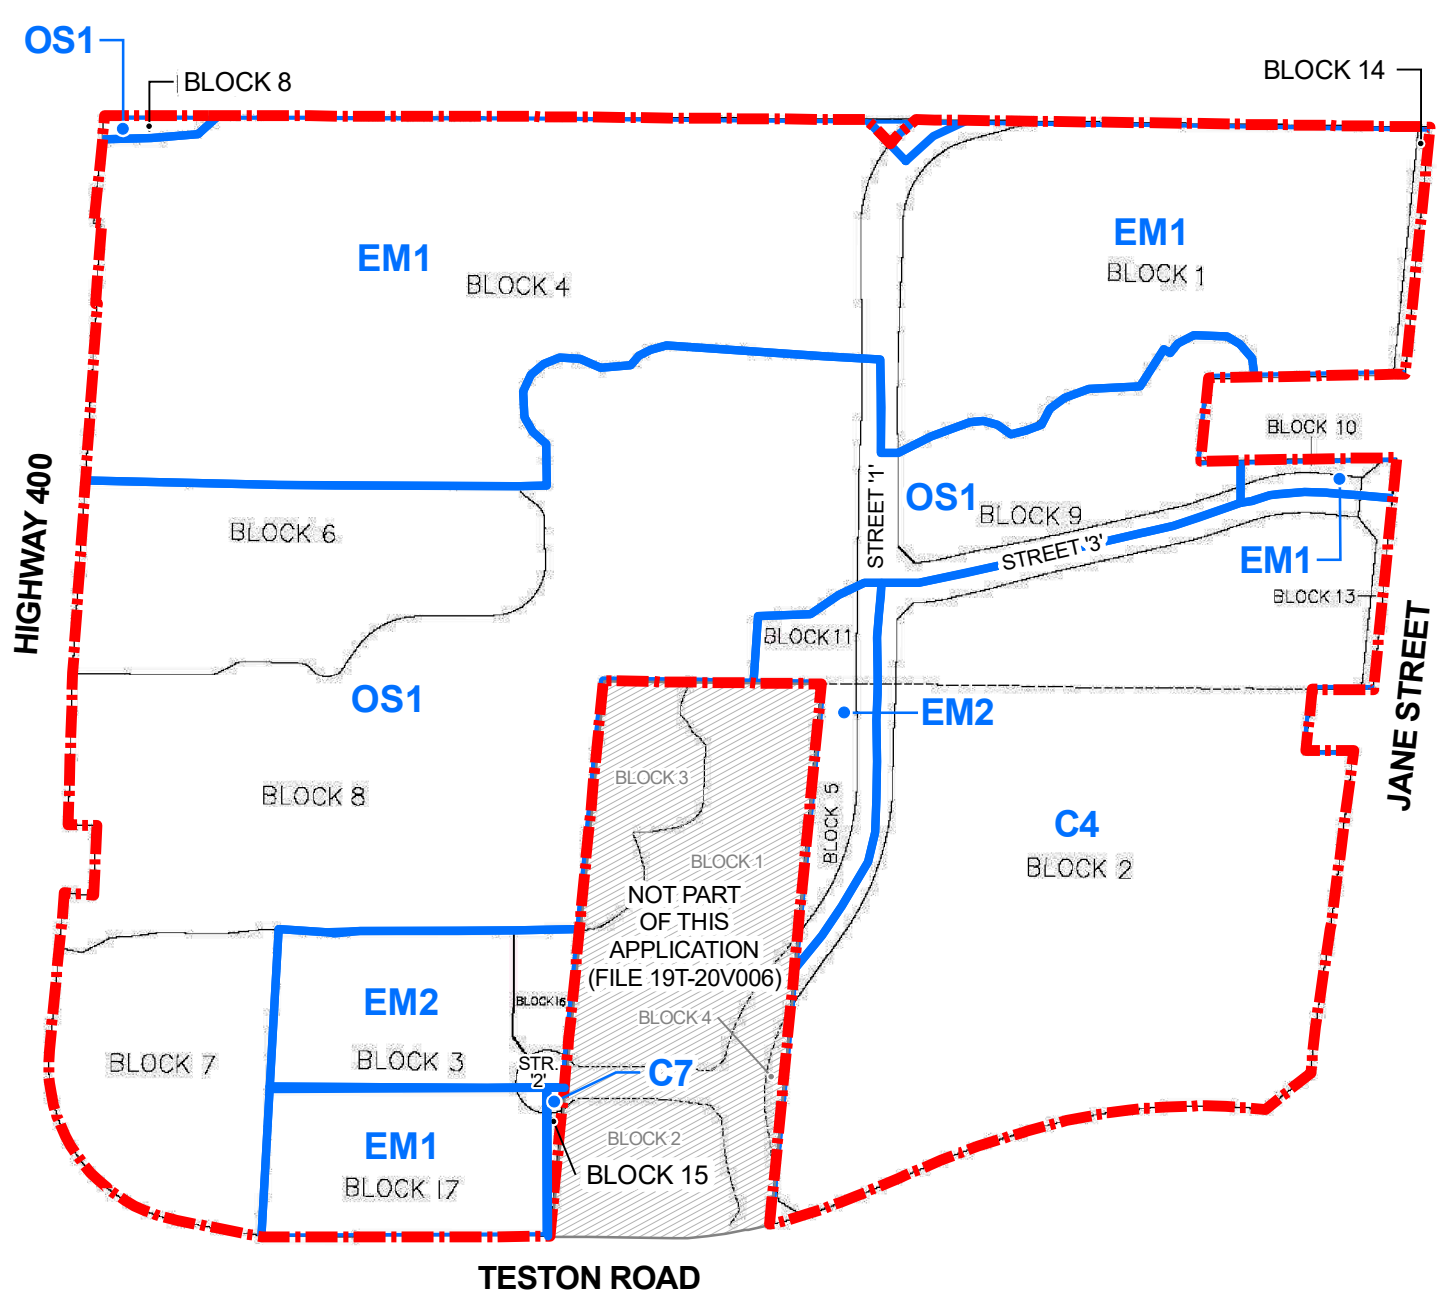 OS1
BLOCK 8
BLOCK 14
EM1
BLOCK 4
EM1
BLOCK 1
BLOCK 10
HIGHWAY 400
STREET '1'
OS1
BLOCK 9
BLOCK 6
STREET '3'
EM1
BLOCK 13
BLOCK 11
JANE STREET
OS1
EM2
BLOCK 3
BLOCK 8
BLOCK 5
C4
BLOCK 2
BLOCK 1
NOT PART
OF THIS
APPLICATION
(FILE 19T-20V006)
EM2
BLOCK 16
BLOCK 4
BLOCK 7
BLOCK 3
STR.
'2'
C7
EM1
BLOCK 2
BLOCK 15
BLOCK 17
TESTON ROAD